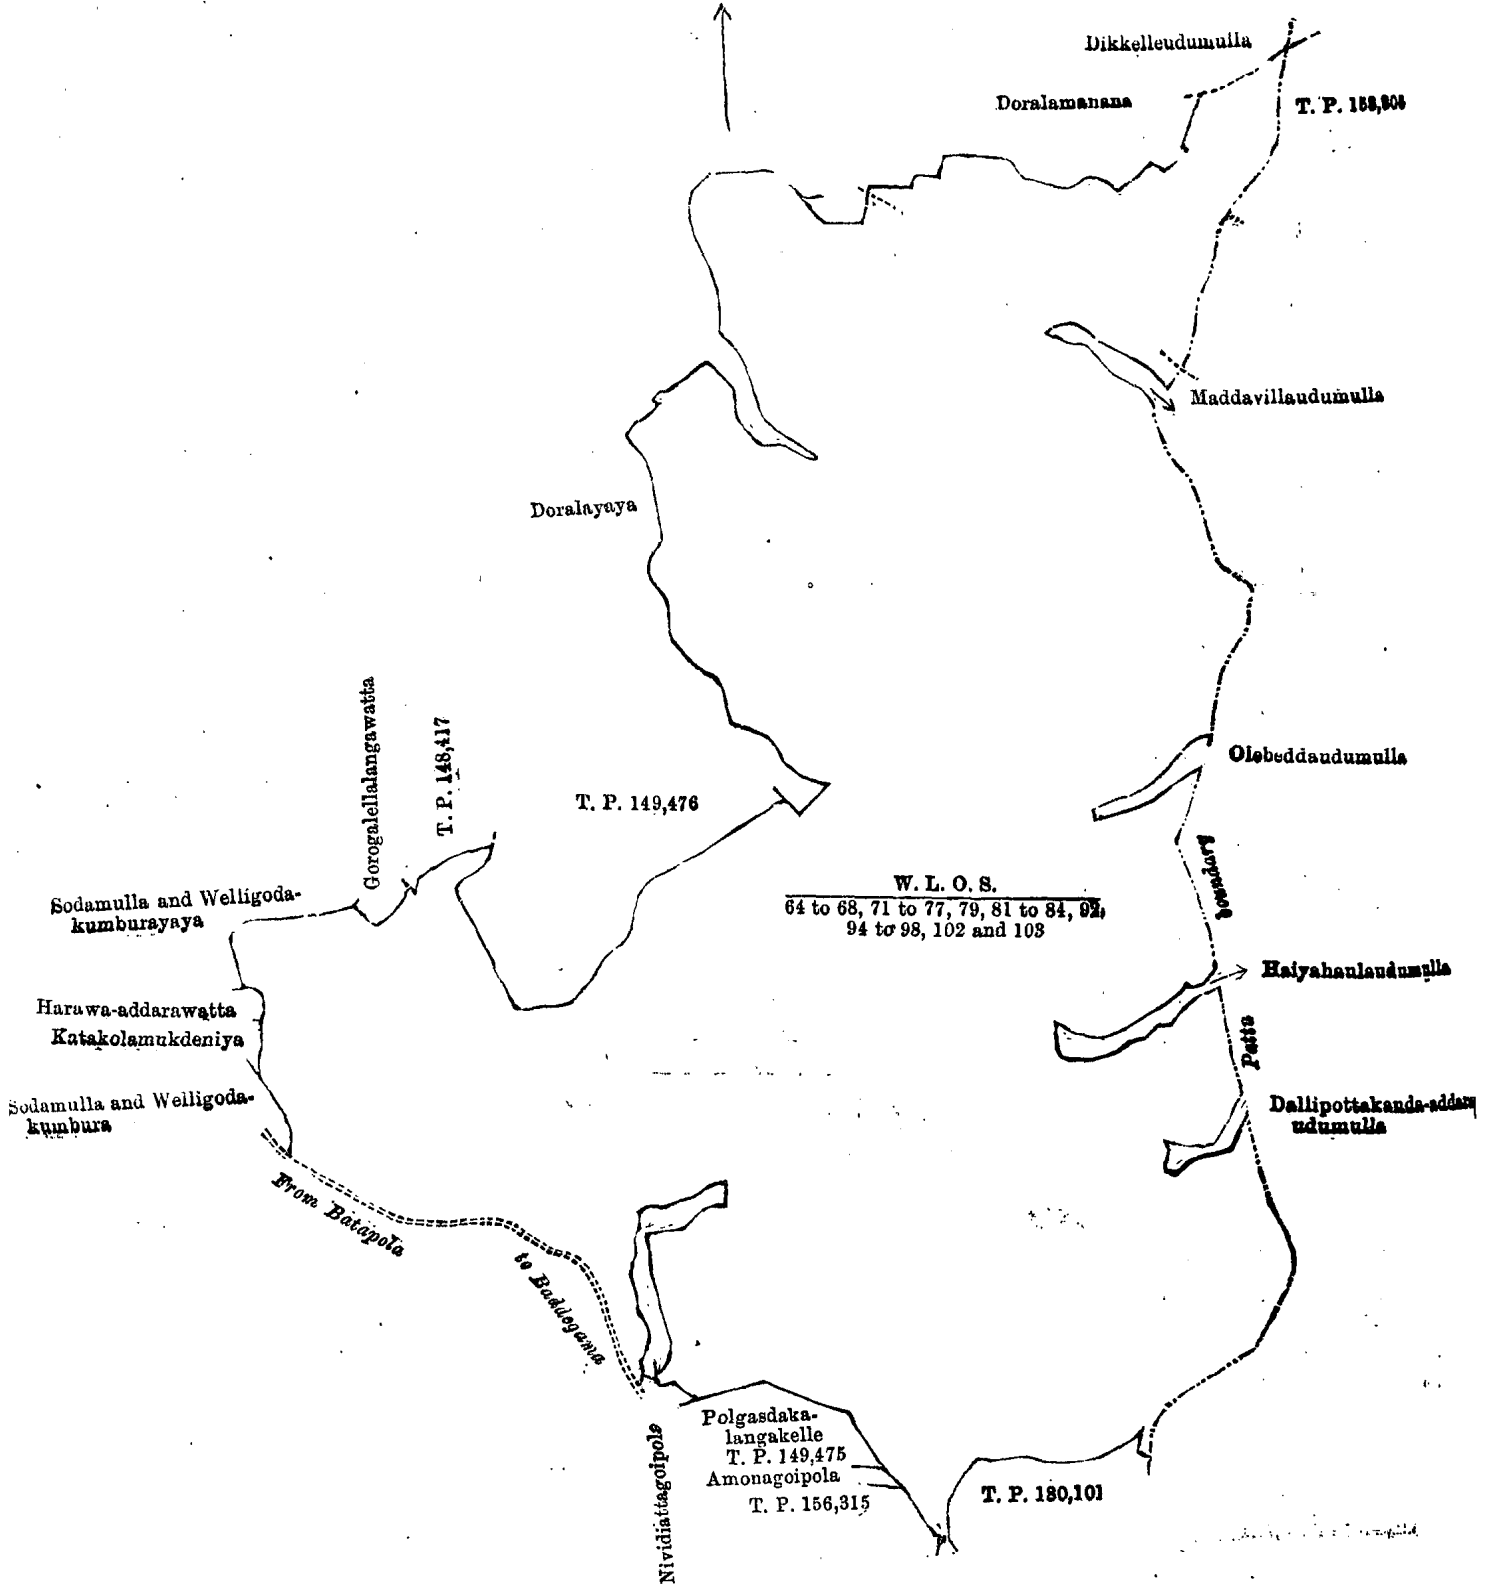 Dikkelleudumulla
Doralamanana
T. P. 158,805
Maddavillaudumulla
Doralayaya
Gorogalellalangawatta
T. P. 148,417
T. P. 149,476
Olebeddaudumulla
W. L. O. S.
64 to 68, 71 to 77, 79, 81 to 84, 92,
94 to 98, 102 and 103
boundary
Sodamulla and Welligoda-
kumburayaya
Haiyahanlaudumulla
Harawa-addarawatta
Katakolamukdeniya
Patta
Sodamulla and Welligoda-
kumbura
Dallipottakanda-addara
udumulla
From Batapola
to Baddegama
Nividiattagoipola
Polgasdaka-
langakelle
T. P. 149,475
Amonagoipola
T. P. 156,315
T. P. 180,101